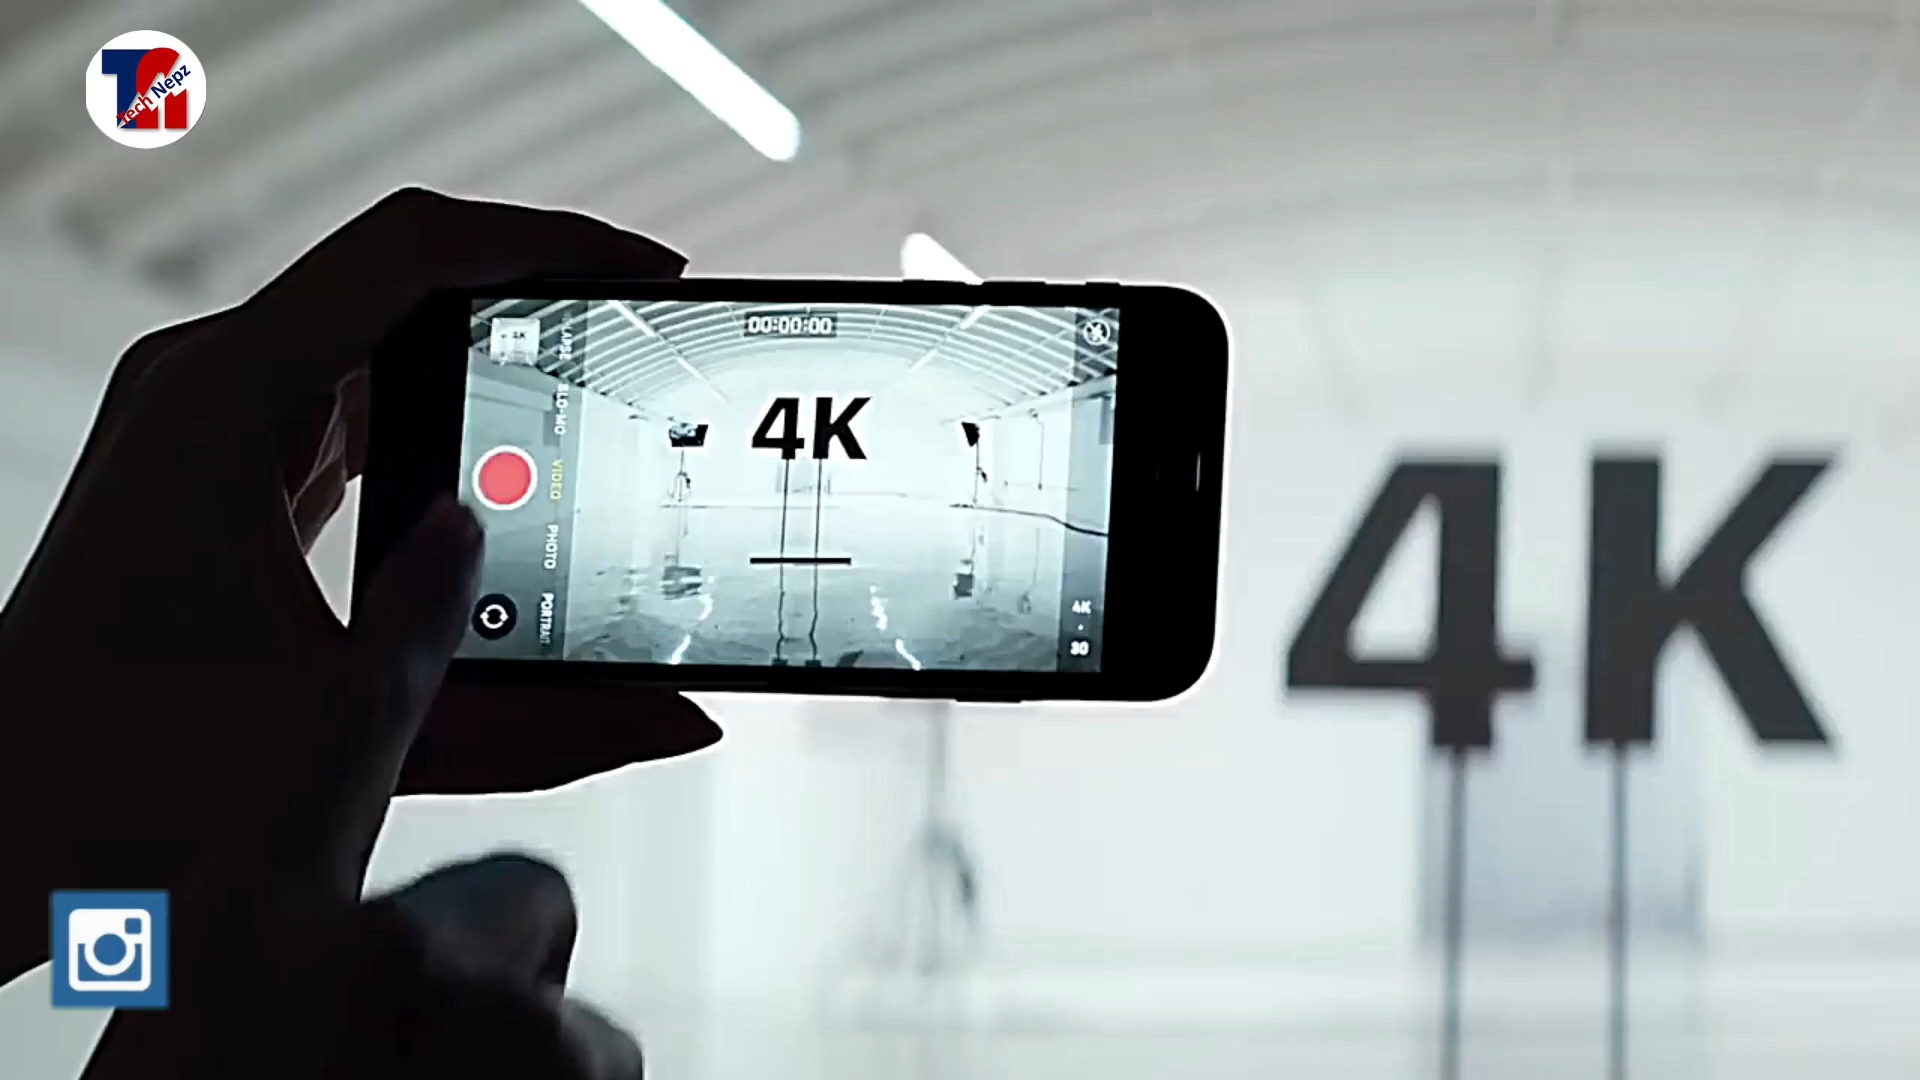 Tech Nepz
00:00:00
SLO-MO
VIDEO
PHOTO
PORTRAIT
4K
4K
30
4K